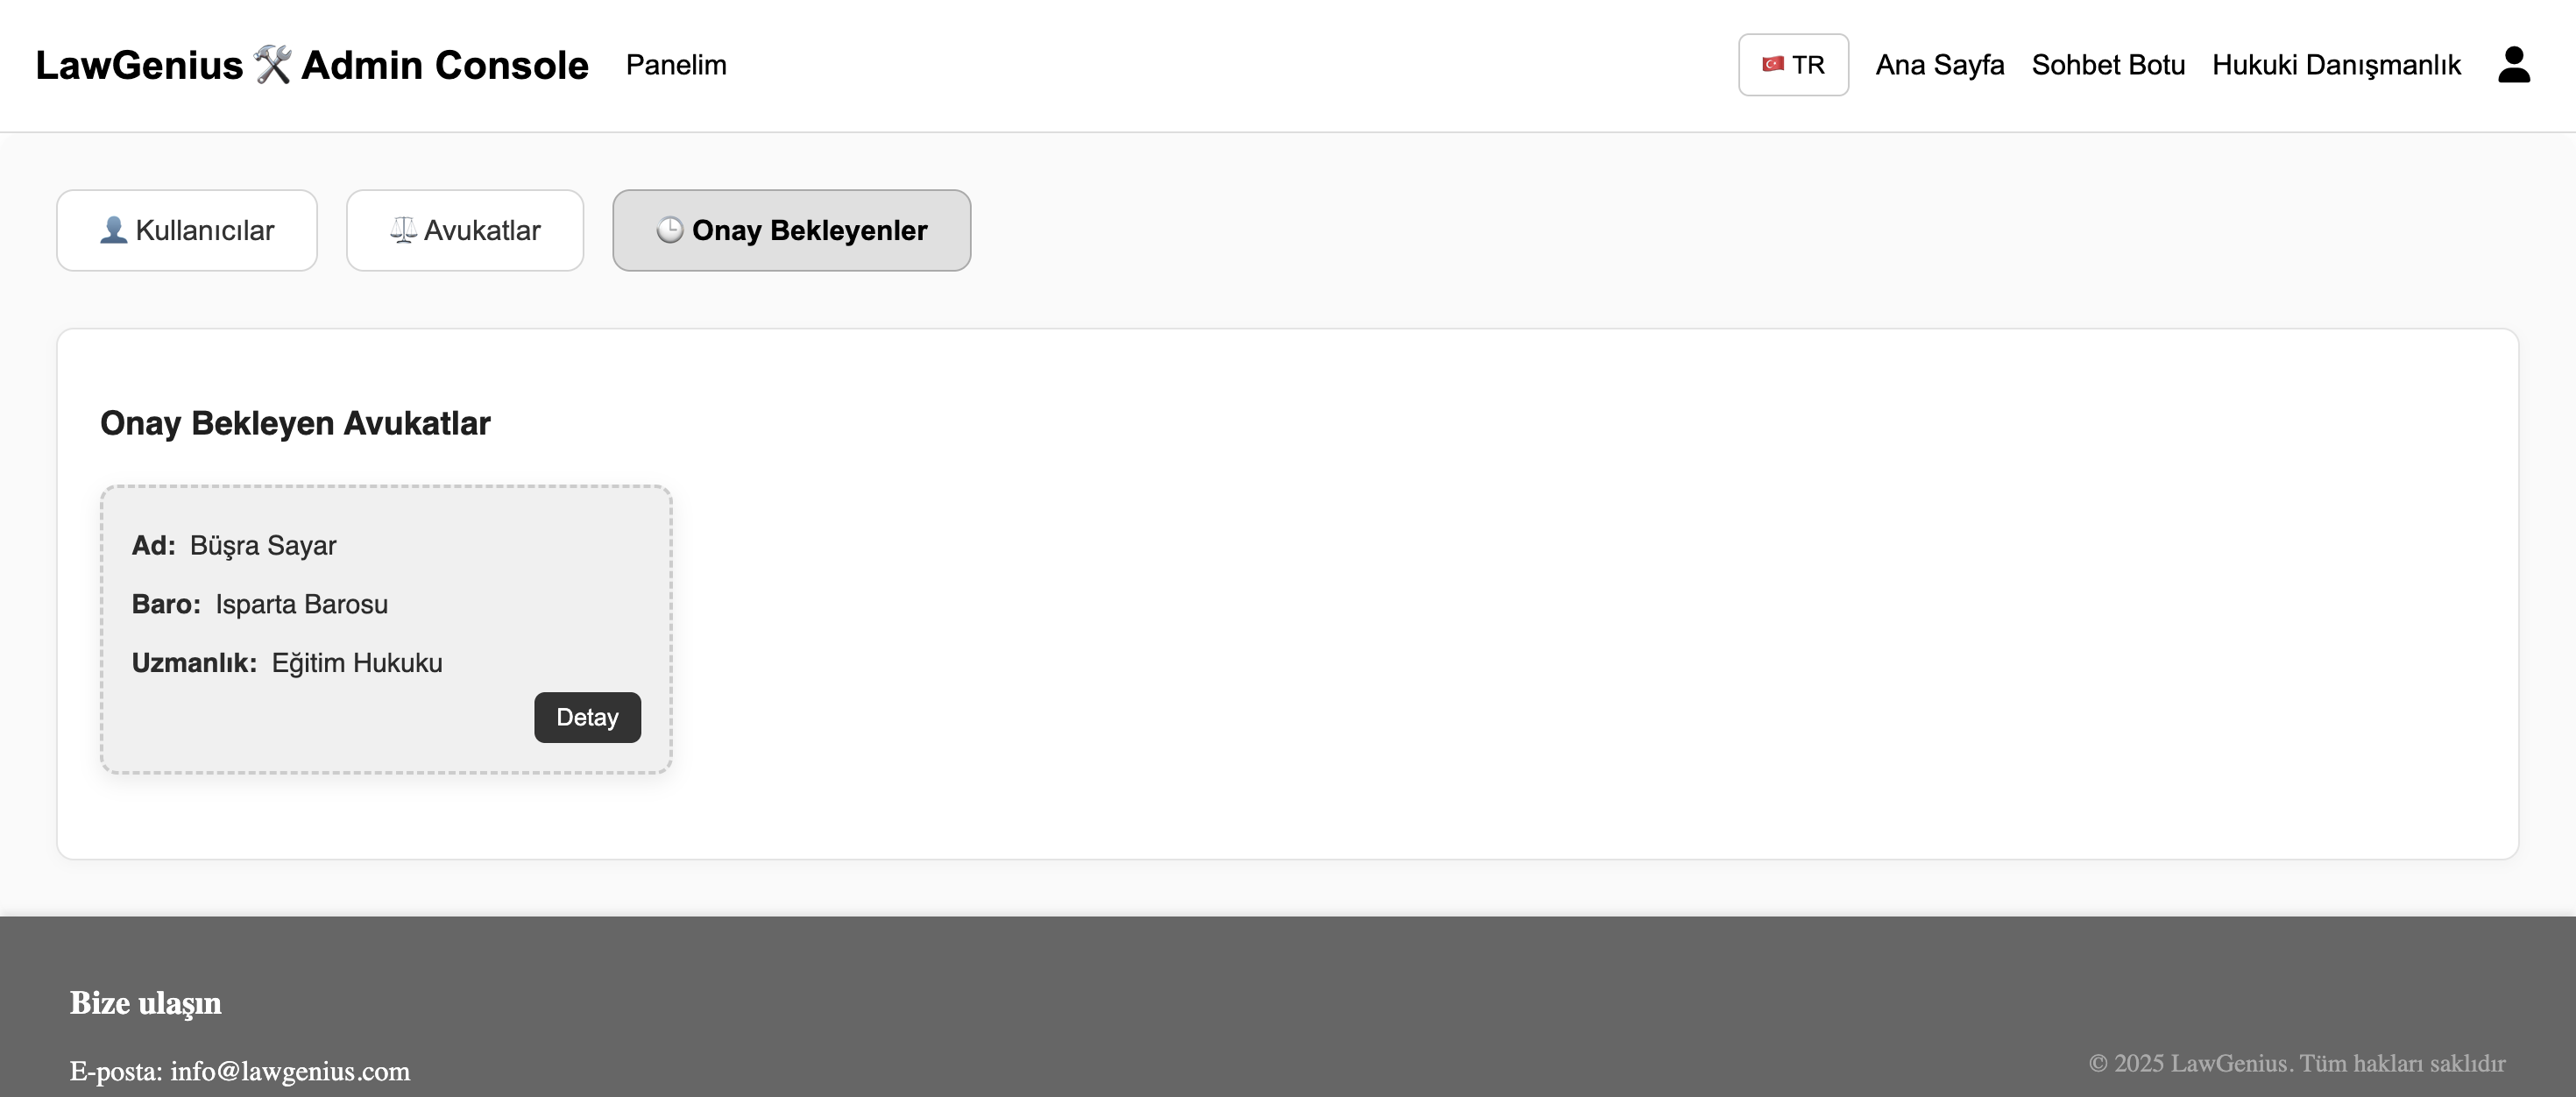 LawGenius 🛠️ Admin Console Panelim 🇹🇷 TR Ana Sayfa Sohbet Botu Hukuki Danışmanlık
👤 Kullanıcılar ⚖️ Avukatlar 🕒 Onay Bekleyenler
Onay Bekleyen Avukatlar
Ad: Büşra Sayar
Baro: Isparta Barosu
Uzmanlık: Eğitim Hukuku
Detay
Bize ulaşın
E-posta: info@lawgenius.com
© 2025 LawGenius. Tüm hakları saklıdır